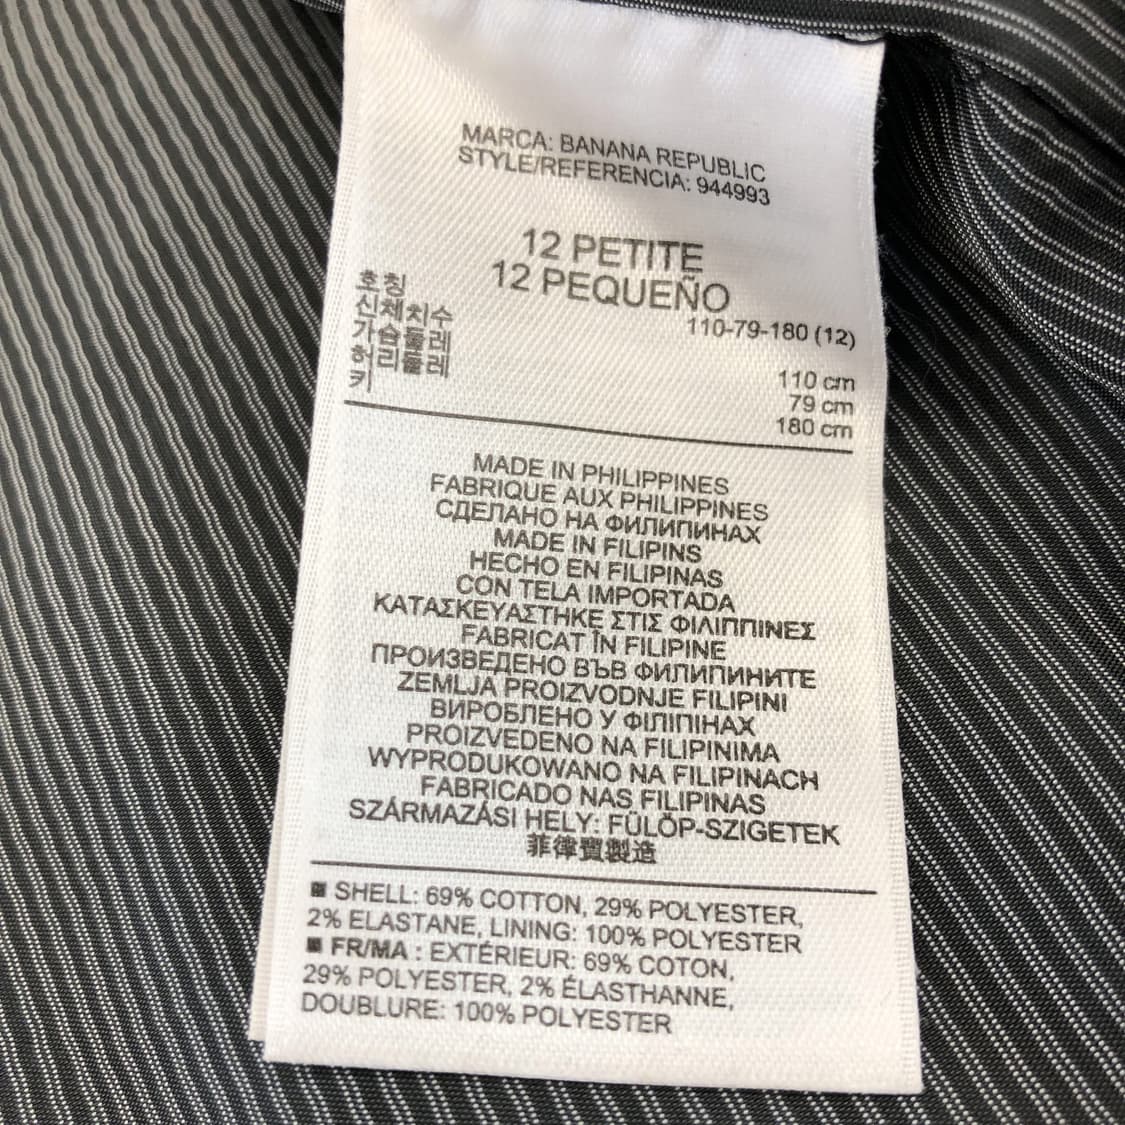 MARCA: BANANA REPUBLIC
STYLE/REFERENCIA: 944993
12 PETITE
12 PEQUEÑO
호칭
110-79-180 (12)
신체치수
가슴둘레 110 cm
허리둘레 79 cm
키 180 cm
MADE IN PHILIPPINES
FABRIQUE AUX PHILIPPINES
СДЕЛАНО НА ФИЛИПИНАХ
MADE IN FILIPINS
HECHO EN FILIPINAS
CON TELA IMPORTADA
ΚΑΤΑΣΚΕΥΑΣΤΗΚΕ ΣΤΙΣ ΦΙΛΙΠΠΙΝΕΣ
FABRICAT ÎN FILIPINE
ПРОИЗВЕДЕНО ВЪВ ФИЛИПИНИТЕ
ZEMLJA PROIZVODNJE FILIPINI
ВИРОБЛЕНО У ФІЛІПІНАХ
PROIZVEDENO NA FILIPINIMA
WYPRODUKOWANO NA FILIPINACH
FABRICADO NAS FILIPINAS
SZÁRMAZÁSI HELY: FÜLÖP-SZIGETEK
菲律賓製造
■ SHELL: 69% COTTON, 29% POLYESTER,
2% ELASTANE, LINING: 100% POLYESTER
■ FR/MA : EXTÉRIEUR: 69% COTON,
29% POLYESTER, 2% ÉLASTHANNE,
DOUBLURE: 100% POLYESTER